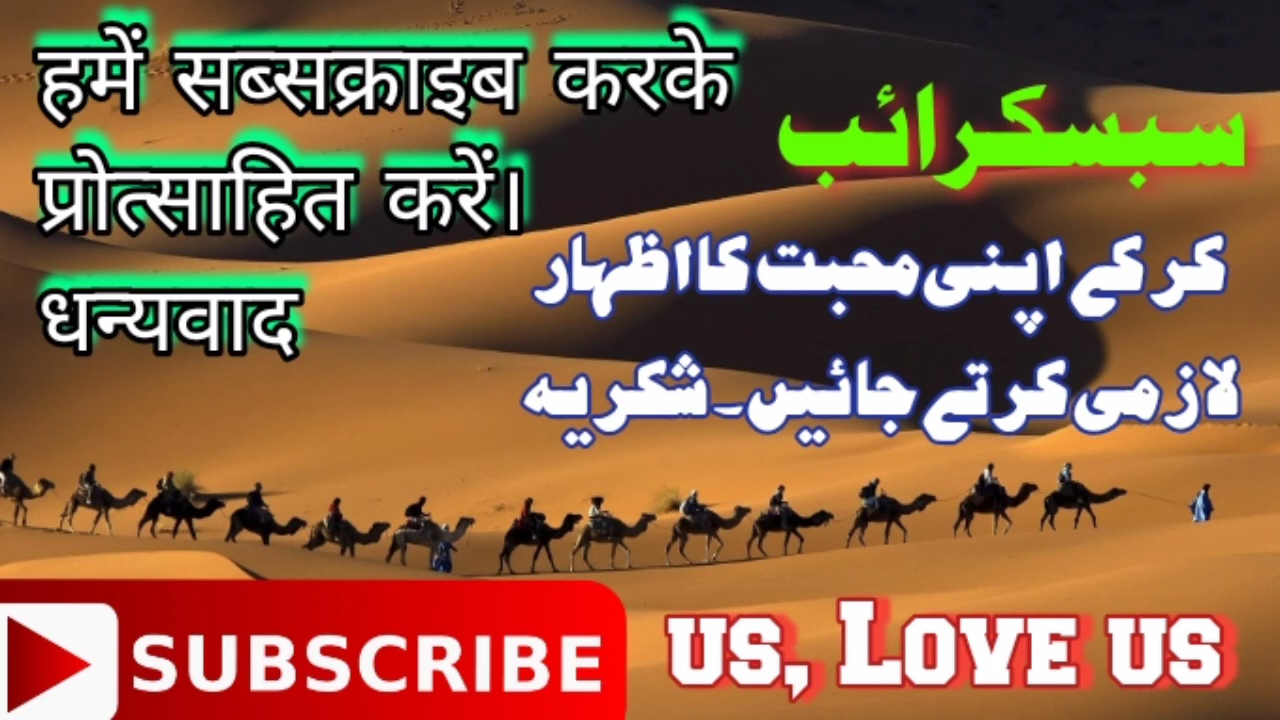 हमें सब्सक्राइब करके
प्रोत्साहित करें।
धन्यवाद
سبسکرائب
کر کے اپنی محبت کا اظہار
لازمی کرتے جائیں۔ شکریہ
SUBSCRIBE
US, LOVE US